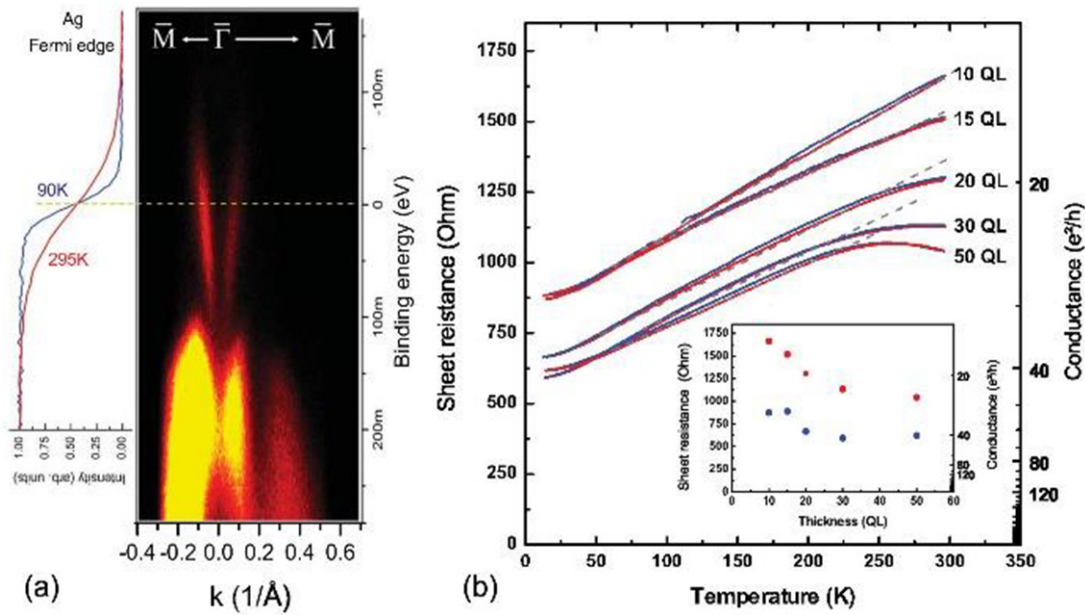 Ag
Fermi edge
M̅ ← Γ̅ → M̅
90K
295K
-100m
0
100m
200m
Binding energy (eV)
1.00 0.75 0.50 0.25 0.00
Intensity (arb. units)
-0.4 -0.2 0.0 0.2 0.4 0.6
k (1/Å)
(a)
1750
1500
1250
1000
750
500
250
0
Sheet reistance (Ohm)
10 QL
15 QL
20 QL
30 QL
50 QL
20
40
80
120
Conductance (e²/h)
0 50 100 150 200 250 300 350
Temperature (K)
(b)
1750
1500
1250
1000
750
500
250
0
Sheet reistance (Ohm)
20
40
80
120
Conductance (e²/h)
0 10 20 30 40 50 60
Thickness (QL)